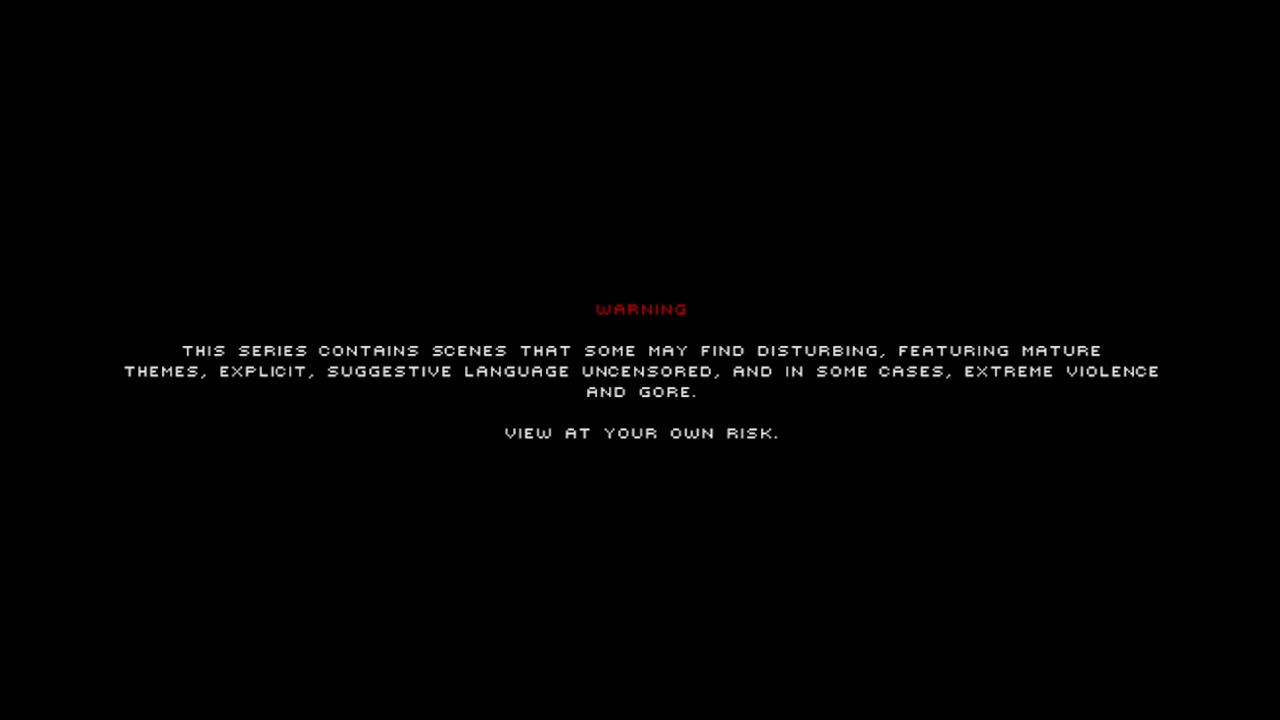 WARNING
THIS SERIES CONTAINS SCENES THAT SOME MAY FIND DISTURBING, FEATURING MATURE
THEMES, EXPLICIT, SUGGESTIVE LANGUAGE UNCENSORED, AND IN SOME CASES, EXTREME VIOLENCE
AND GORE.
VIEW AT YOUR OWN RISK.